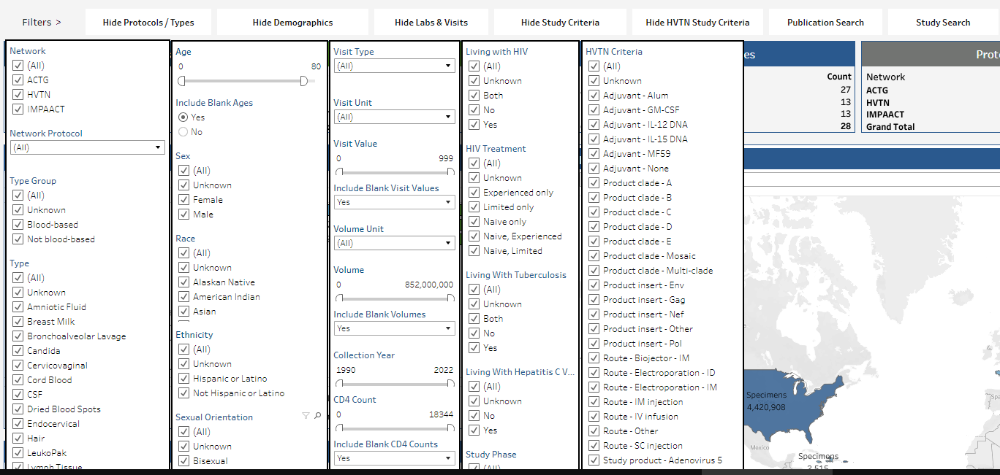 Filters >
Hide Protocols / Types
Hide Demographics
Hide Labs & Visits
Hide Study Criteria
Hide HVTN Study Criteria
Publication Search
Study Search
Network
(All)
ACTG
HVTN
IMPAACT
Network Protocol
(All)
Type Group
(All)
Unknown
Blood-based
Not blood-based
Type
(All)
Unknown
Amniotic Fluid
Breast Milk
Bronchoalveolar Lavage
Candida
Cervicovaginal
Cord Blood
CSF
Dried Blood Spots
Endocervical
Hair
LeukoPak
Lymph Tissue
Age
0 80
Include Blank Ages
Yes
No
Sex
(All)
Unknown
Female
Male
Race
(All)
Unknown
Alaskan Native
American Indian
Asian
Ethnicity
(All)
Unknown
Hispanic or Latino
Not Hispanic or Latino
Sexual Orientation
(All)
Unknown
Bisexual
Visit Type
(All)
Visit Unit
(All)
Visit Value
0 999
Include Blank Visit Values
Yes
Volume Unit
(All)
Volume
0 852,000,000
Include Blank Volumes
Yes
Collection Year
1990 2022
CD4 Count
0 18344
Include Blank CD4 Counts
Yes
Living with HIV
(All)
Unknown
Both
No
Yes
HIV Treatment
(All)
Unknown
Experienced only
Limited only
Naive only
Naive, Experienced
Naive, Limited
Living With Tuberculosis
(All)
Unknown
Both
No
Yes
Living With Hepatitis C V...
(All)
Unknown
No
Yes
Study Phase
(All)
HVTN Criteria
(All)
Unknown
Adjuvant - Alum
Adjuvant - GM-CSF
Adjuvant - IL-12 DNA
Adjuvant - IL-15 DNA
Adjuvant - MF59
Adjuvant - None
Product clade - A
Product clade - B
Product clade - C
Product clade - D
Product clade - E
Product clade - Mosaic
Product clade - Multi-clade
Product insert - Env
Product insert - Gag
Product insert - Nef
Product insert - Other
Product insert - Pol
Route - Biojector - IM
Route - Electroporation - ID
Route - Electroporation - IM
Route - IM injection
Route - IV infusion
Route - Other
Route - SC injection
Study product - Adenovirus 5
es
Count
27
13
13
28
Prot
Network
ACTG
HVTN
IMPAACT
Grand Total
Specimens
4,420,908
Mexico
Specimens
2,515
Spa